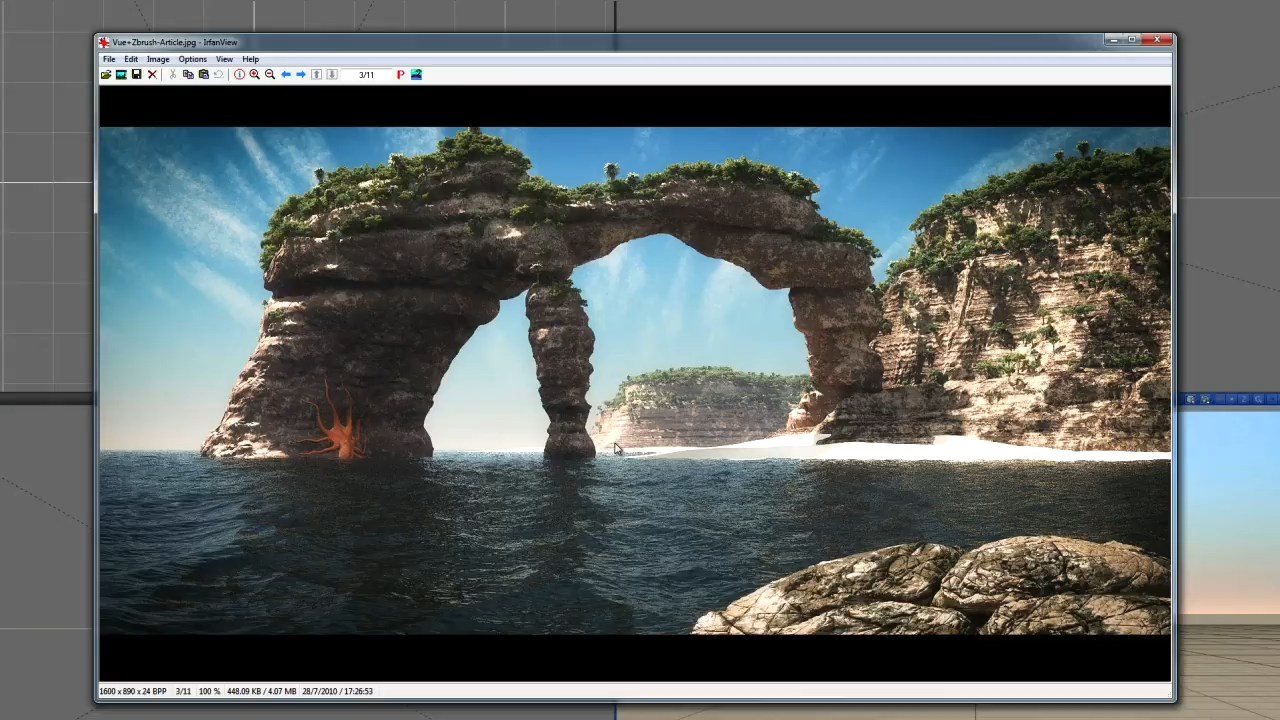 Vue+Zbrush-Article.jpg - IrfanView
File Edit Image Options View Help
3/11
1600 x 890 x 24 BPP 3/11 100 % 448.09 KB / 4.07 MB 28/7/2010 / 17:26:53